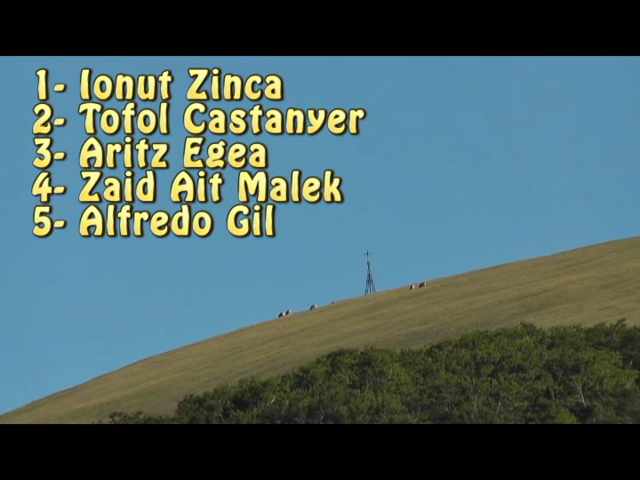 1- Ionut Zinca
2- Tofol Castanyer
3- Aritz Egea
4- Zaid Ait Malek
5- Alfredo Gil